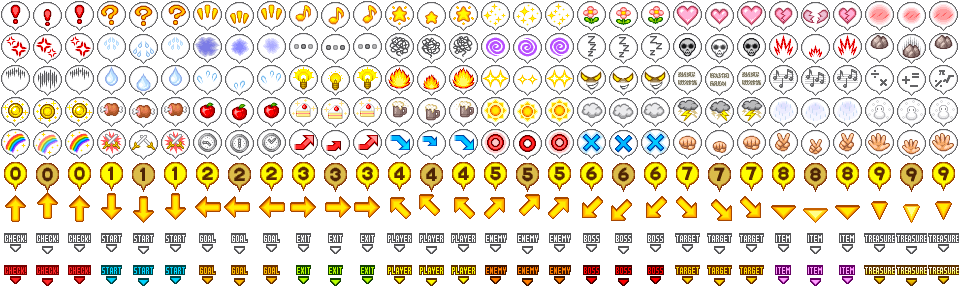 ! ! ! ? ? ?
Z Z Z Z Z Z Z Z Z
÷ × + = π √
0 0 0 1 1 1 2 2 2 3 3 3 4 4 4 5 5 5 6 6 6 7 7 7 8 8 8 9 9 9
CHECK! CHECK! CHECK! START START START GOAL GOAL GOAL EXIT EXIT EXIT PLAYER PLAYER PLAYER ENEMY ENEMY ENEMY BOSS BOSS BOSS TARGET TARGET TARGET ITEM ITEM ITEM TREASURE TREASURE TREASURE
CHECK! CHECK! CHECK! START START START GOAL GOAL GOAL EXIT EXIT EXIT PLAYER PLAYER PLAYER ENEMY ENEMY ENEMY BOSS BOSS BOSS TARGET TARGET TARGET ITEM ITEM ITEM TREASURE TREASURE TREASURE